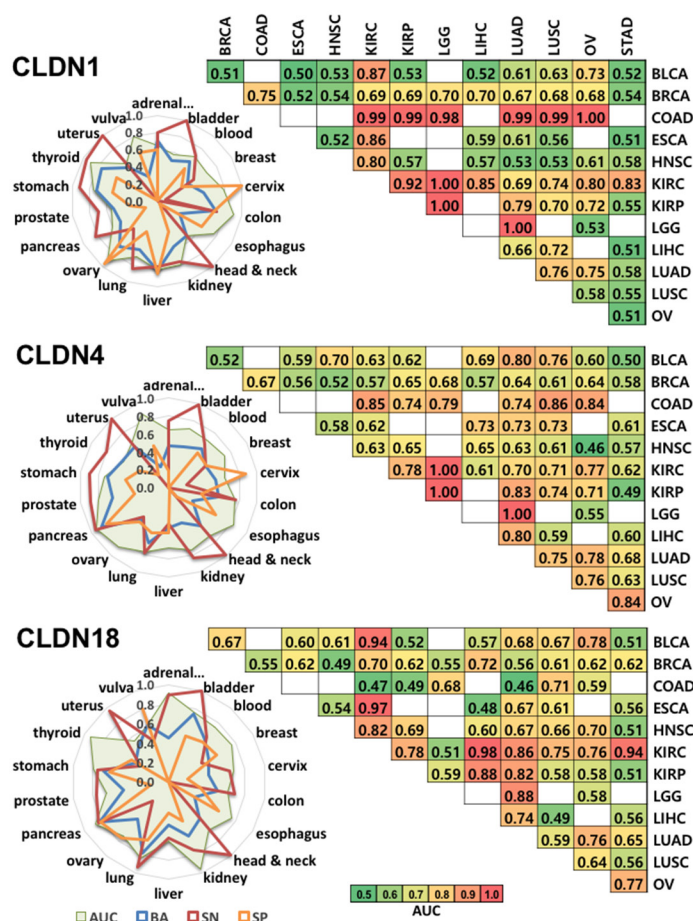 BRCA COAD ESCA HNSC KIRC KIRP LGG LIHC LUAD LUSC OV STAD
CLDN1
0.51 0.50 0.53 0.87 0.53 0.52 0.61 0.63 0.73 0.52 BLCA
0.75 0.52 0.54 0.69 0.69 0.70 0.70 0.67 0.68 0.68 0.54 BRCA
0.99 0.99 0.98 0.99 0.99 1.00 COAD
0.52 0.86 0.59 0.61 0.56 0.51 ESCA
0.80 0.57 0.57 0.53 0.53 0.61 0.58 HNSC
0.92 1.00 0.85 0.69 0.74 0.80 0.83 KIRC
1.00 0.79 0.70 0.72 0.55 KIRP
1.00 0.53 LGG
0.66 0.72 0.51 LIHC
0.76 0.75 0.58 LUAD
0.58 0.55 LUSC
0.51 OV
adrenal...
bladder
blood
breast
cervix
colon
esophagus
head & neck
kidney
liver
lung
ovary
pancreas
prostate
stomach
thyroid
uterus
vulva
1.0
0.8
0.6
0.4
0.2
0.0
CLDN4
0.52 0.59 0.70 0.63 0.62 0.69 0.80 0.76 0.60 0.50 BLCA
0.67 0.56 0.52 0.57 0.65 0.68 0.57 0.64 0.61 0.64 0.58 BRCA
0.85 0.74 0.79 0.74 0.86 0.84 COAD
0.58 0.62 0.73 0.73 0.73 0.61 ESCA
0.63 0.65 0.65 0.63 0.61 0.46 0.57 HNSC
0.78 1.00 0.61 0.70 0.71 0.77 0.62 KIRC
1.00 0.83 0.74 0.71 0.49 KIRP
1.00 0.55 LGG
0.80 0.59 0.60 LIHC
0.75 0.78 0.68 LUAD
0.76 0.63 LUSC
0.84 OV
adrenal...
bladder
blood
breast
cervix
colon
esophagus
head & neck
kidney
liver
lung
ovary
pancreas
prostate
stomach
thyroid
uterus
vulva
1.0
0.8
0.6
0.4
0.2
0.0
CLDN18
0.67 0.60 0.61 0.94 0.52 0.57 0.68 0.67 0.78 0.51 BLCA
0.55 0.62 0.49 0.70 0.62 0.55 0.72 0.56 0.61 0.62 0.62 BRCA
0.47 0.49 0.68 0.46 0.71 0.59 COAD
0.54 0.97 0.48 0.67 0.61 0.56 ESCA
0.82 0.69 0.60 0.67 0.66 0.70 0.51 HNSC
0.78 0.51 0.98 0.86 0.75 0.76 0.94 KIRC
0.59 0.88 0.82 0.58 0.58 0.51 KIRP
0.88 0.58 LGG
0.74 0.49 0.56 LIHC
0.59 0.76 0.65 LUAD
0.64 0.56 LUSC
0.77 OV
adrenal...
bladder
blood
breast
cervix
colon
esophagus
head & neck
kidney
liver
lung
ovary
pancreas
prostate
stomach
thyroid
uterus
vulva
1.0
0.8
0.6
0.4
0.2
0.0
AUC BA SN SP
0.5 0.6 0.7 0.8 0.9 1.0
AUC